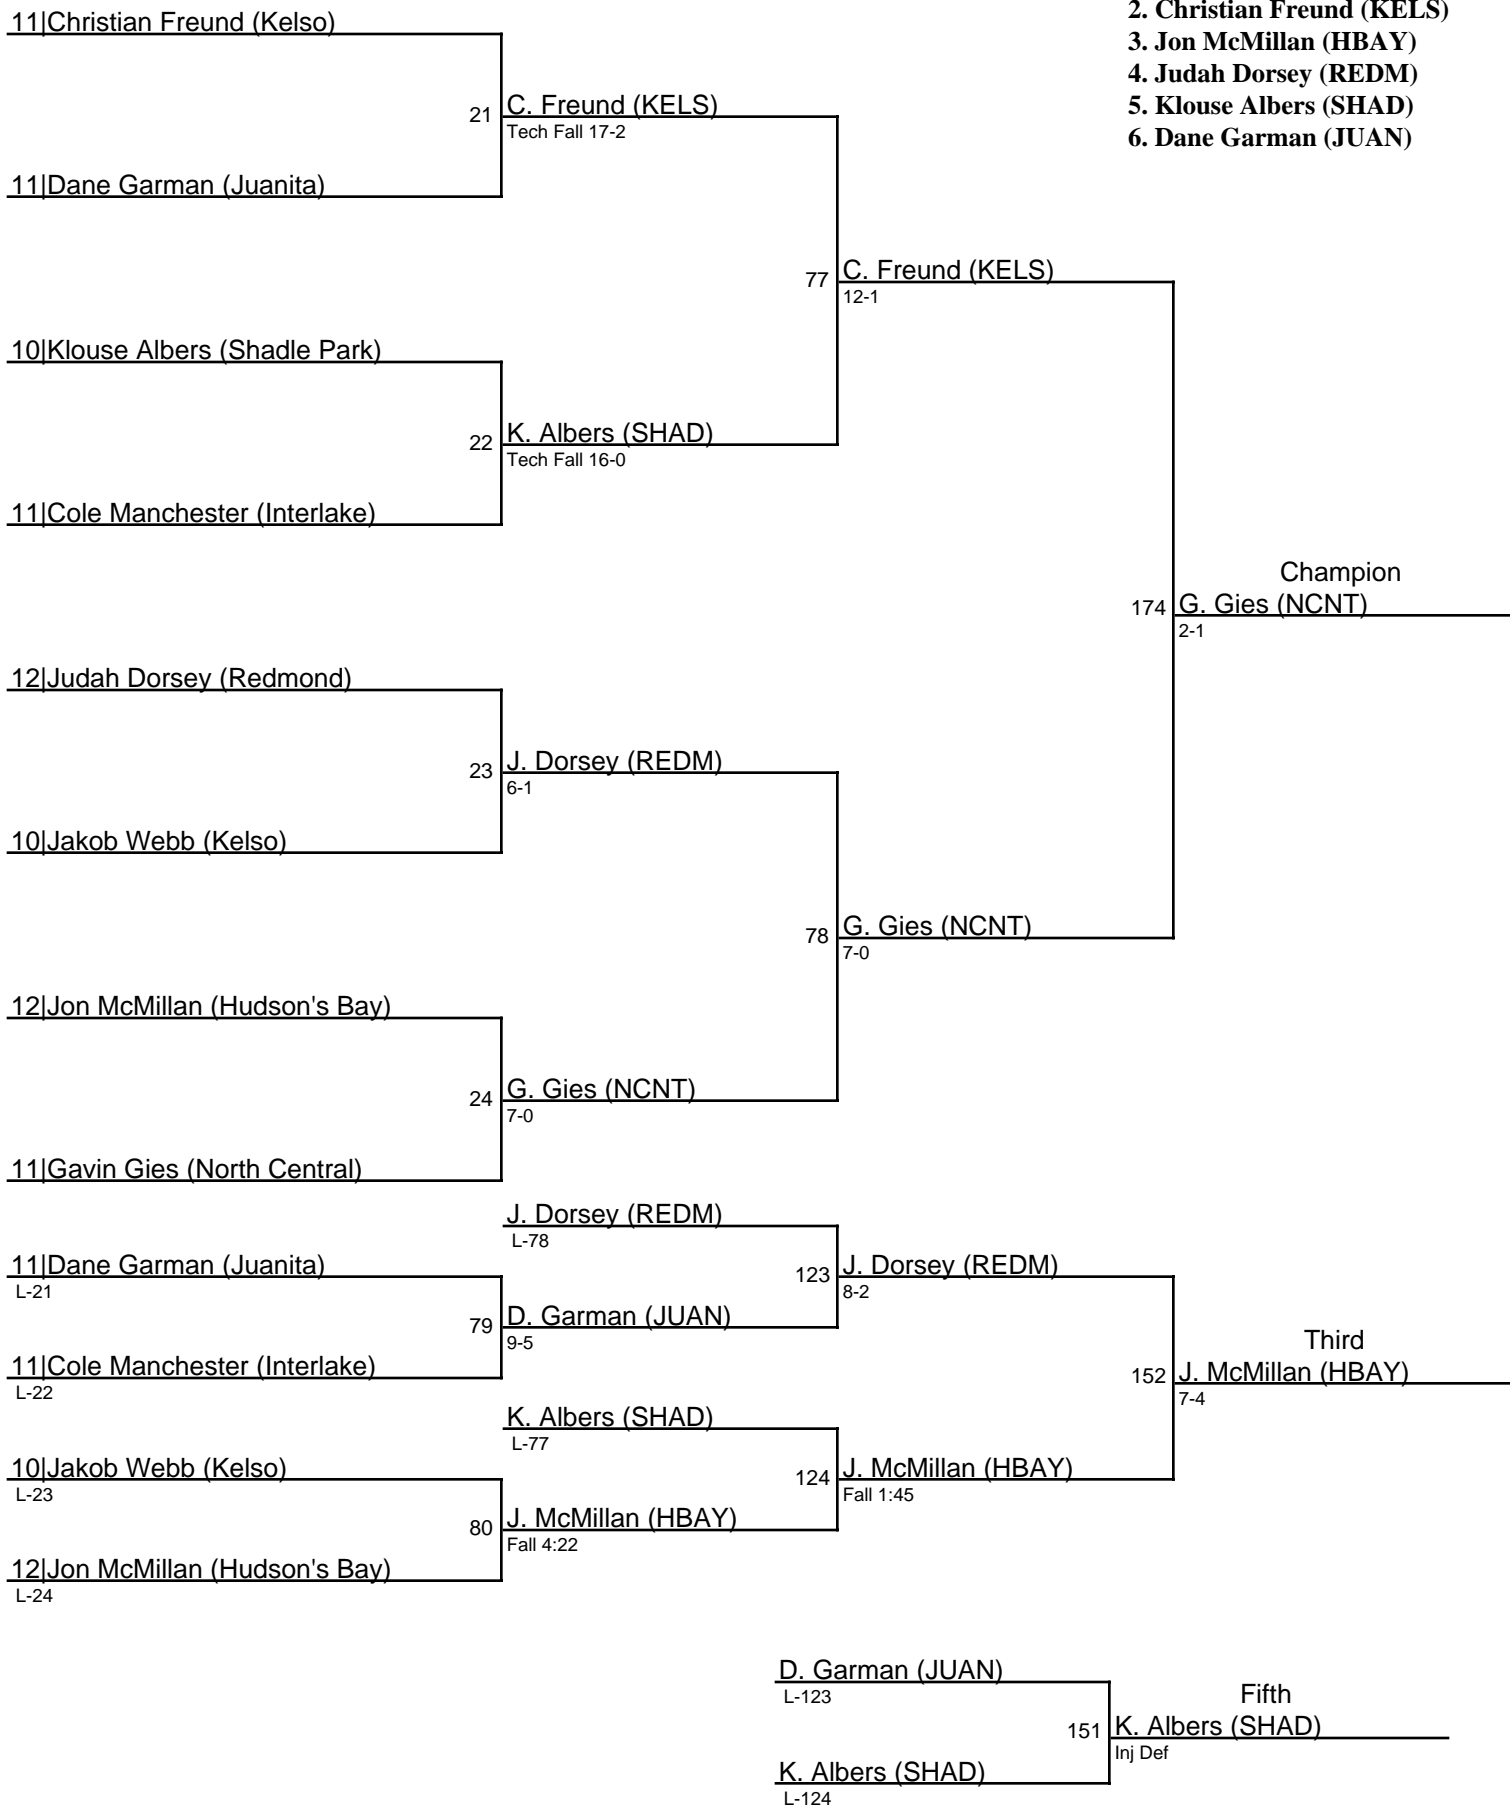 2. Christian Freund (KELS)
3. Jon McMillan (HBAY)
4. Judah Dorsey (REDM)
5. Klouse Albers (SHAD)
6. Dane Garman (JUAN)
11|Christian Freund (Kelso)
21
C. Freund (KELS)
Tech Fall 17-2
11|Dane Garman (Juanita)
77
C. Freund (KELS)
12-1
10|Klouse Albers (Shadle Park)
22
K. Albers (SHAD)
Tech Fall 16-0
11|Cole Manchester (Interlake)
Champion
174
G. Gies (NCNT)
2-1
12|Judah Dorsey (Redmond)
23
J. Dorsey (REDM)
6-1
10|Jakob Webb (Kelso)
78
G. Gies (NCNT)
7-0
12|Jon McMillan (Hudson's Bay)
24
G. Gies (NCNT)
7-0
11|Gavin Gies (North Central)
J. Dorsey (REDM)
L-78
11|Dane Garman (Juanita)
L-21
123
J. Dorsey (REDM)
8-2
79
D. Garman (JUAN)
9-5
11|Cole Manchester (Interlake)
L-22
Third
152
J. McMillan (HBAY)
7-4
K. Albers (SHAD)
L-77
10|Jakob Webb (Kelso)
L-23
124
J. McMillan (HBAY)
Fall 1:45
80
J. McMillan (HBAY)
Fall 4:22
12|Jon McMillan (Hudson's Bay)
L-24
D. Garman (JUAN)
L-123
Fifth
151
K. Albers (SHAD)
Inj Def
K. Albers (SHAD)
L-124